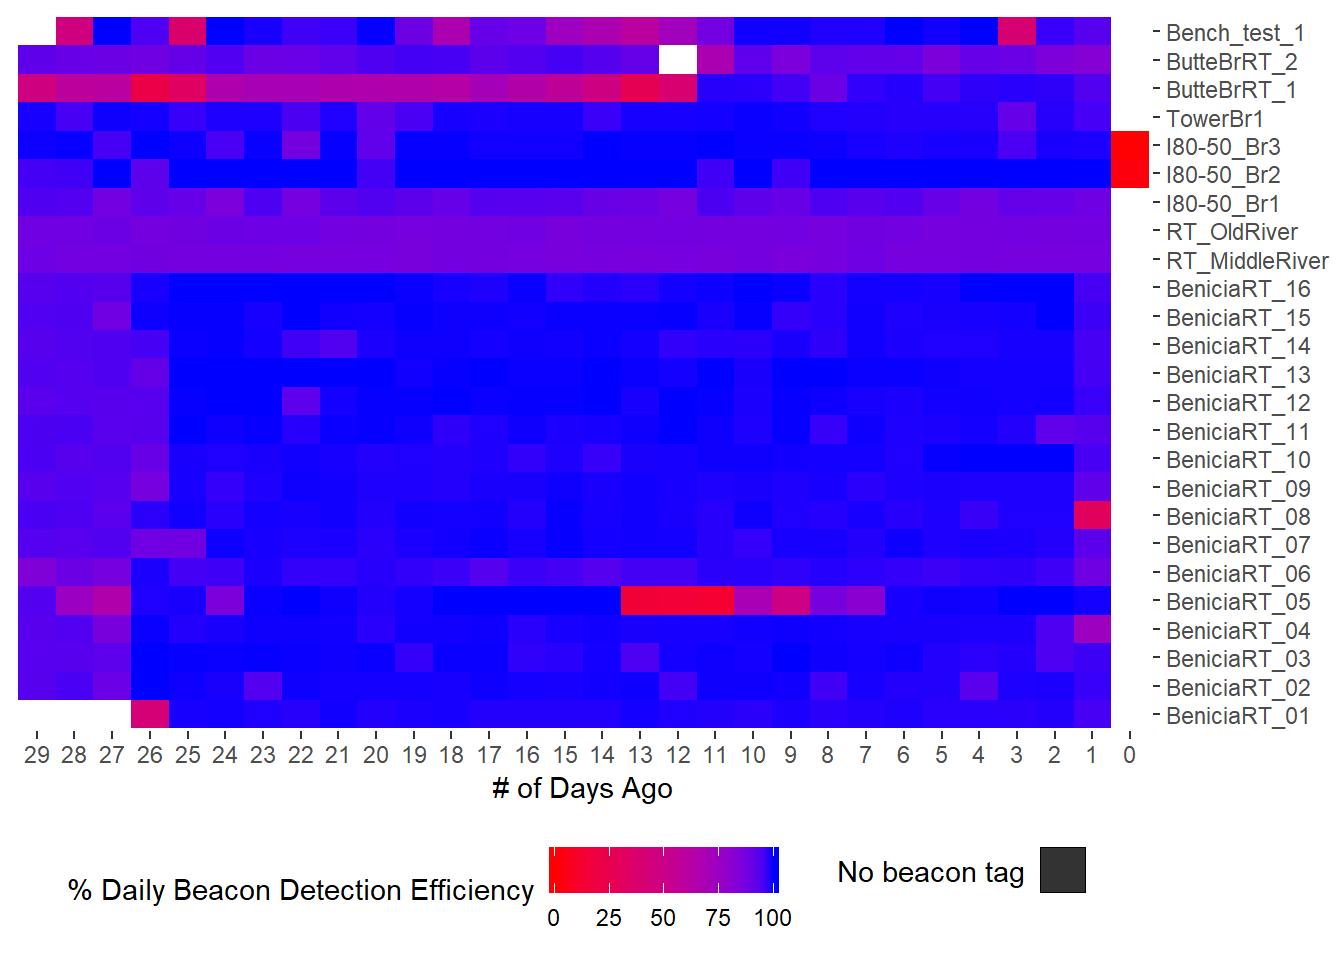 Bench_test_1
ButteBrRT_2
ButteBrRT_1
TowerBr1
I80-50_Br3
I80-50_Br2
I80-50_Br1
RT_OldRiver
RT_MiddleRiver
BeniciaRT_16
BeniciaRT_15
BeniciaRT_14
BeniciaRT_13
BeniciaRT_12
BeniciaRT_11
BeniciaRT_10
BeniciaRT_09
BeniciaRT_08
BeniciaRT_07
BeniciaRT_06
BeniciaRT_05
BeniciaRT_04
BeniciaRT_03
BeniciaRT_02
BeniciaRT_01
29 28 27 26 25 24 23 22 21 20 19 18 17 16 15 14 13 12 11 10 9 8 7 6 5 4 3 2 1 0
# of Days Ago
% Daily Beacon Detection Efficiency
0 25 50 75 100
No beacon tag